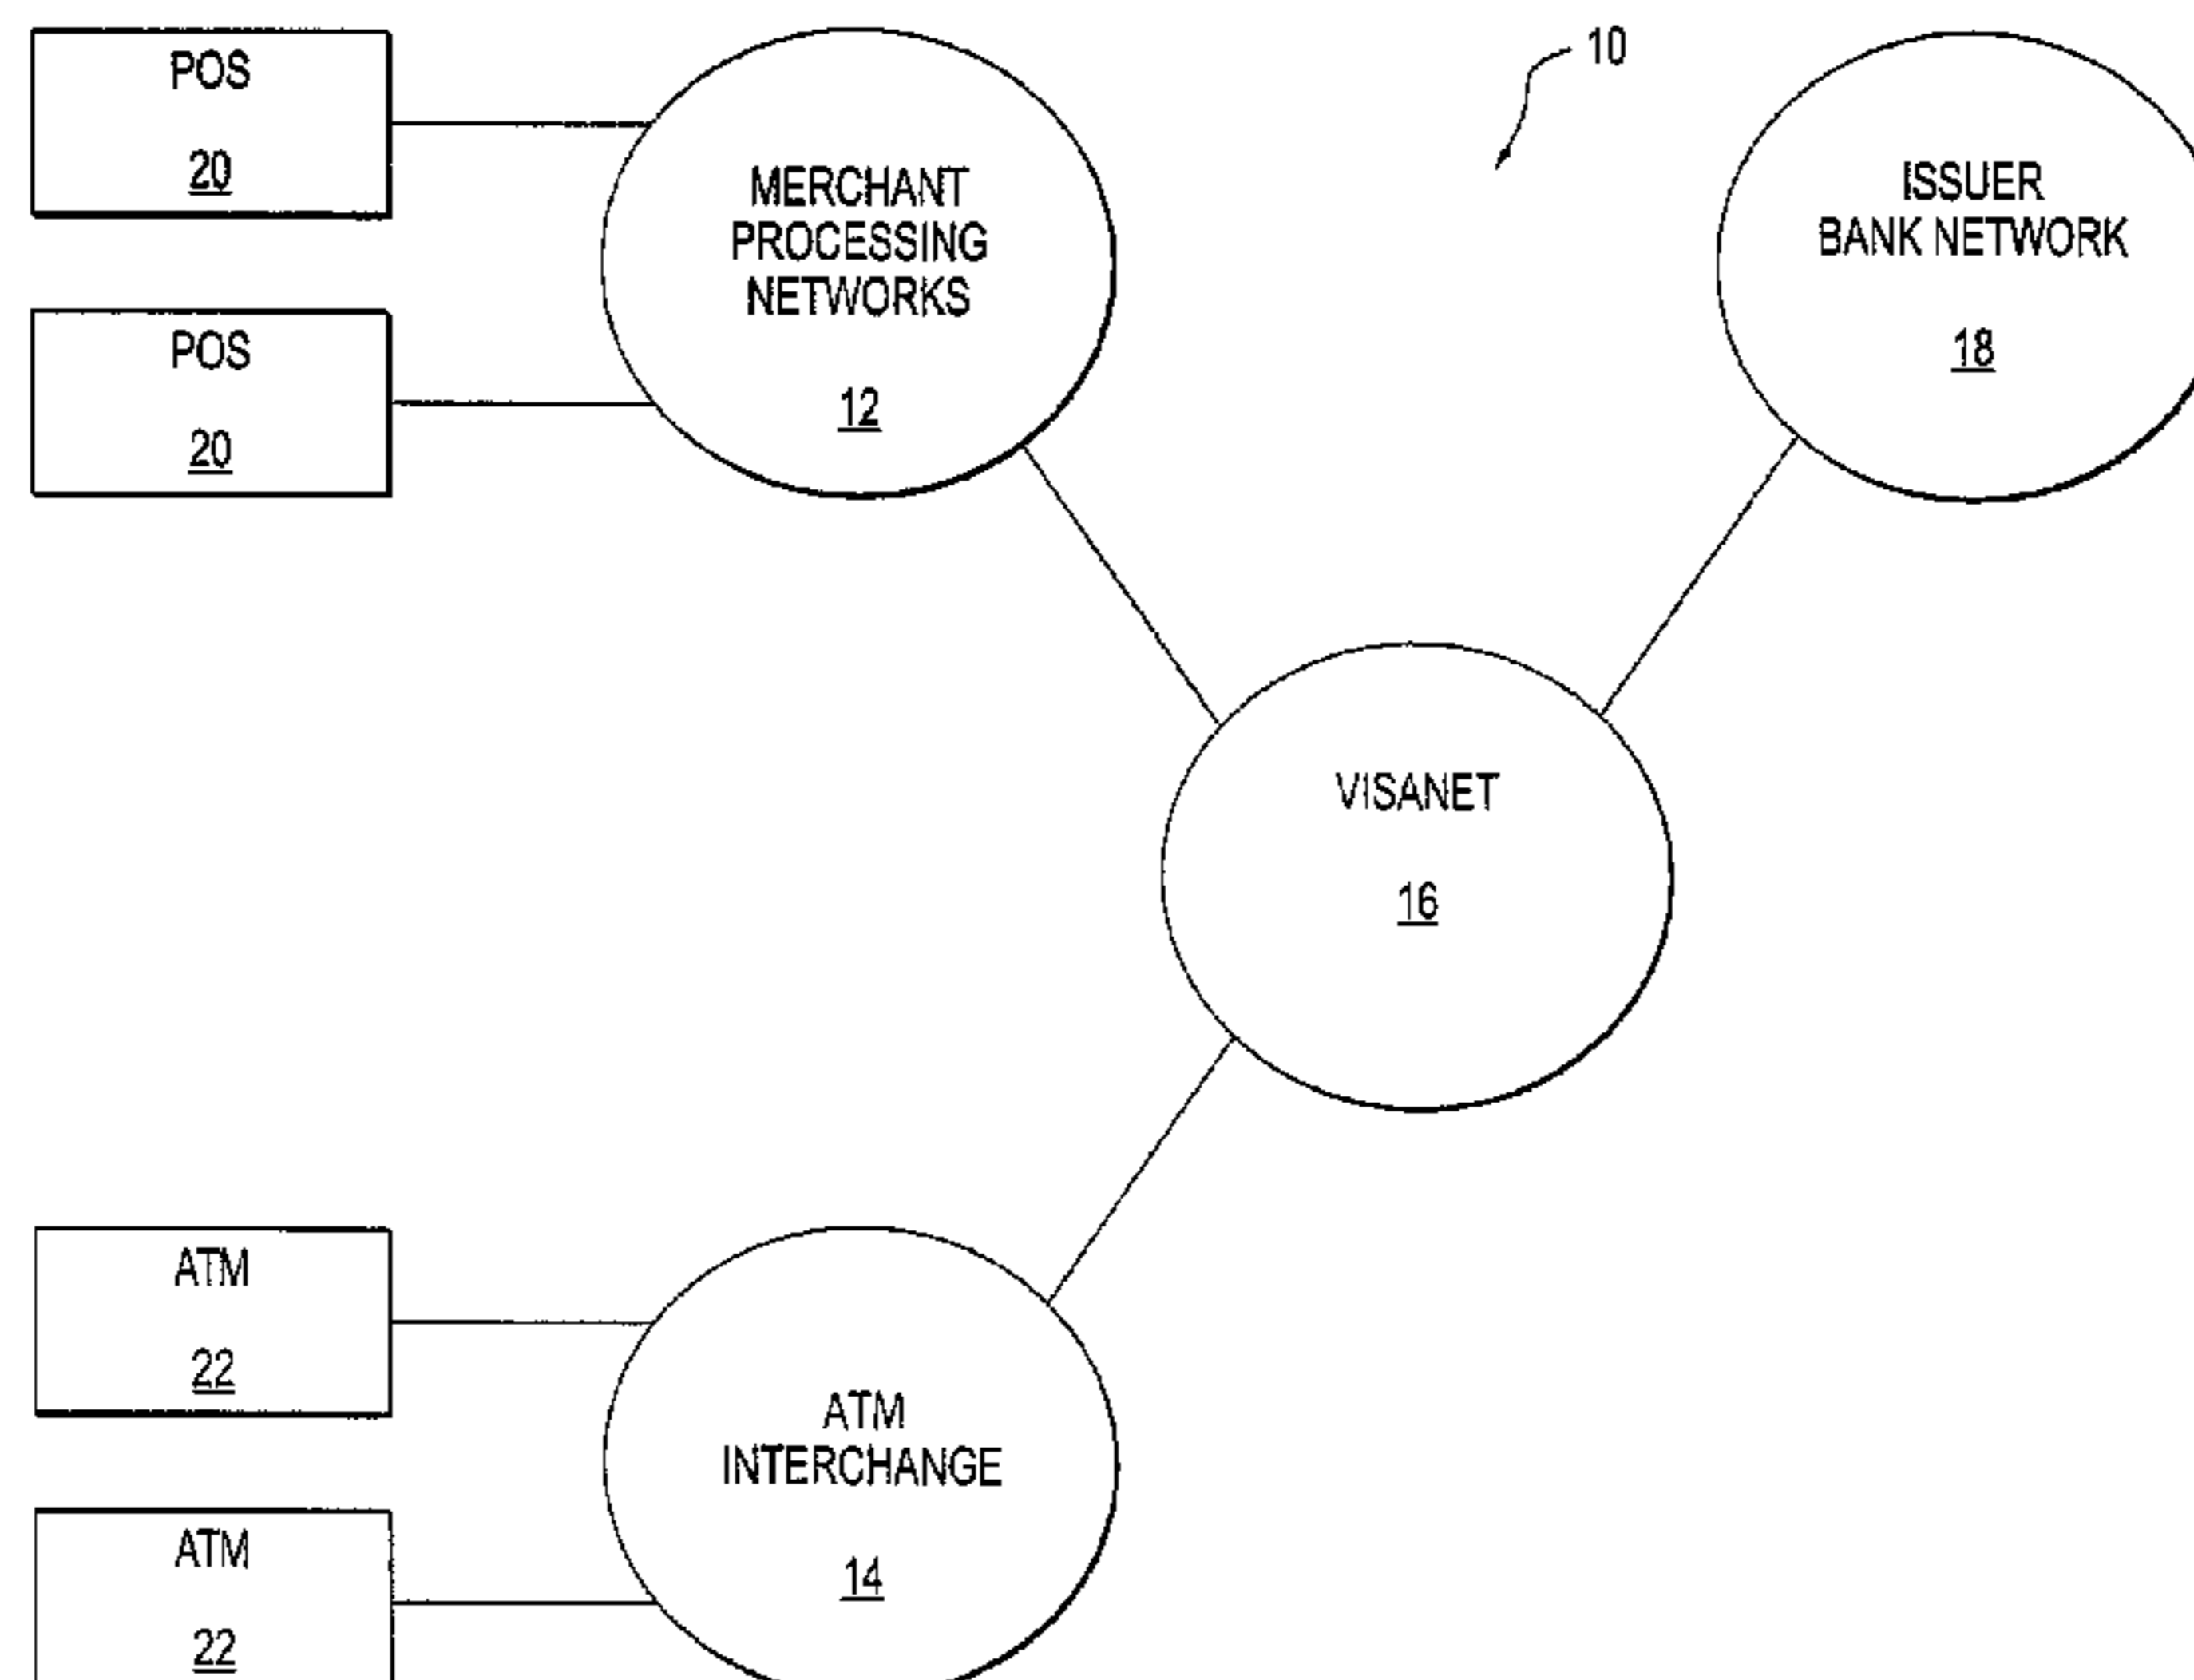 POS
20
POS
20
MERCHANT
PROCESSING
NETWORKS
12
10
ISSUER
BANK NETWORK
18
VISANET
16
ATM
22
ATM
22
ATM
INTERCHANGE
14